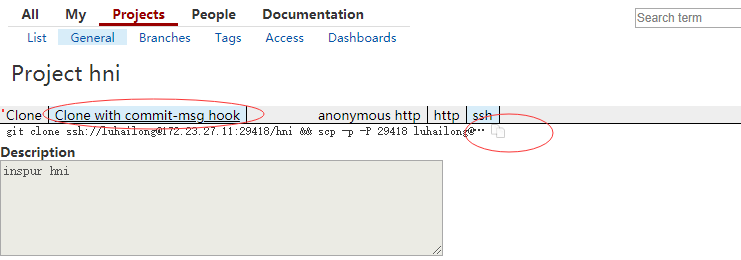 All My Projects People Documentation
Search term
List General Branches Tags Access Dashboards
Project hni
Clone Clone with commit-msg hook anonymous http http ssh
git clone ssh://luhailong@172.23.27.11:29418/hni && scp -p -P 29418 luhailong@…
Description
inspur hni